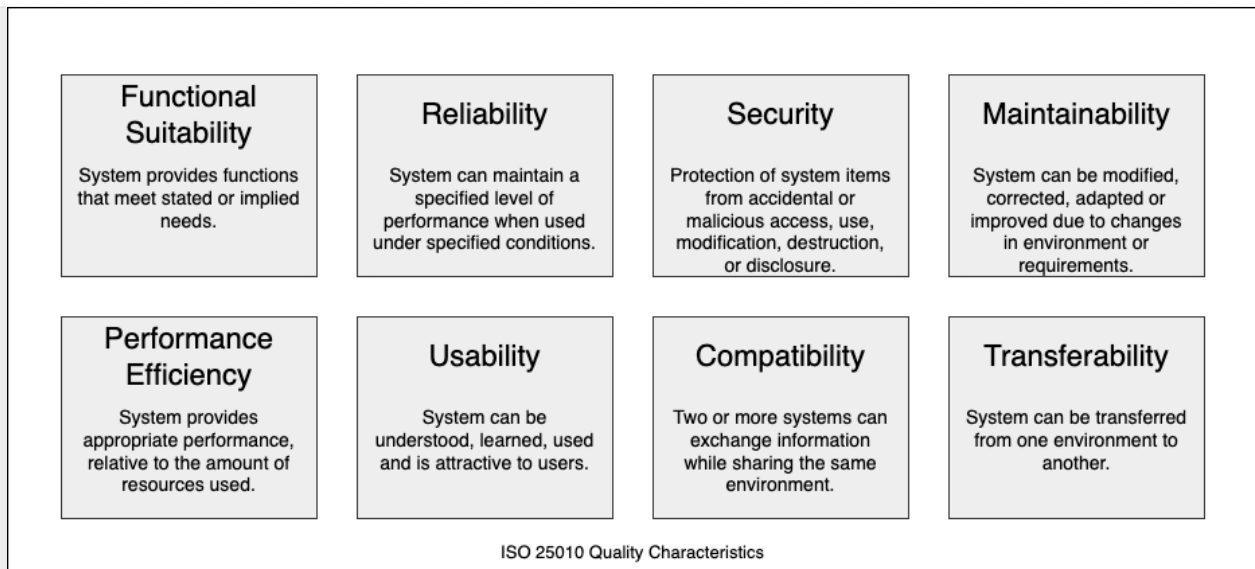 Functional
Suitability
System provides functions
that meet stated or implied
needs.
Reliability
System can maintain a
specified level of
performance when used
under specified conditions.
Security
Protection of system items
from accidental or
malicious access, use,
modification, destruction,
or disclosure.
Maintainability
System can be modified,
corrected, adapted or
improved due to changes
in environment or
requirements.
Performance
Efficiency
System provides
appropriate performance,
relative to the amount of
resources used.
Usability
System can be
understood, learned, used
and is attractive to users.
Compatibility
Two or more systems can
exchange information
while sharing the same
environment.
Transferability
System can be transferred
from one environment to
another.
ISO 25010 Quality Characteristics